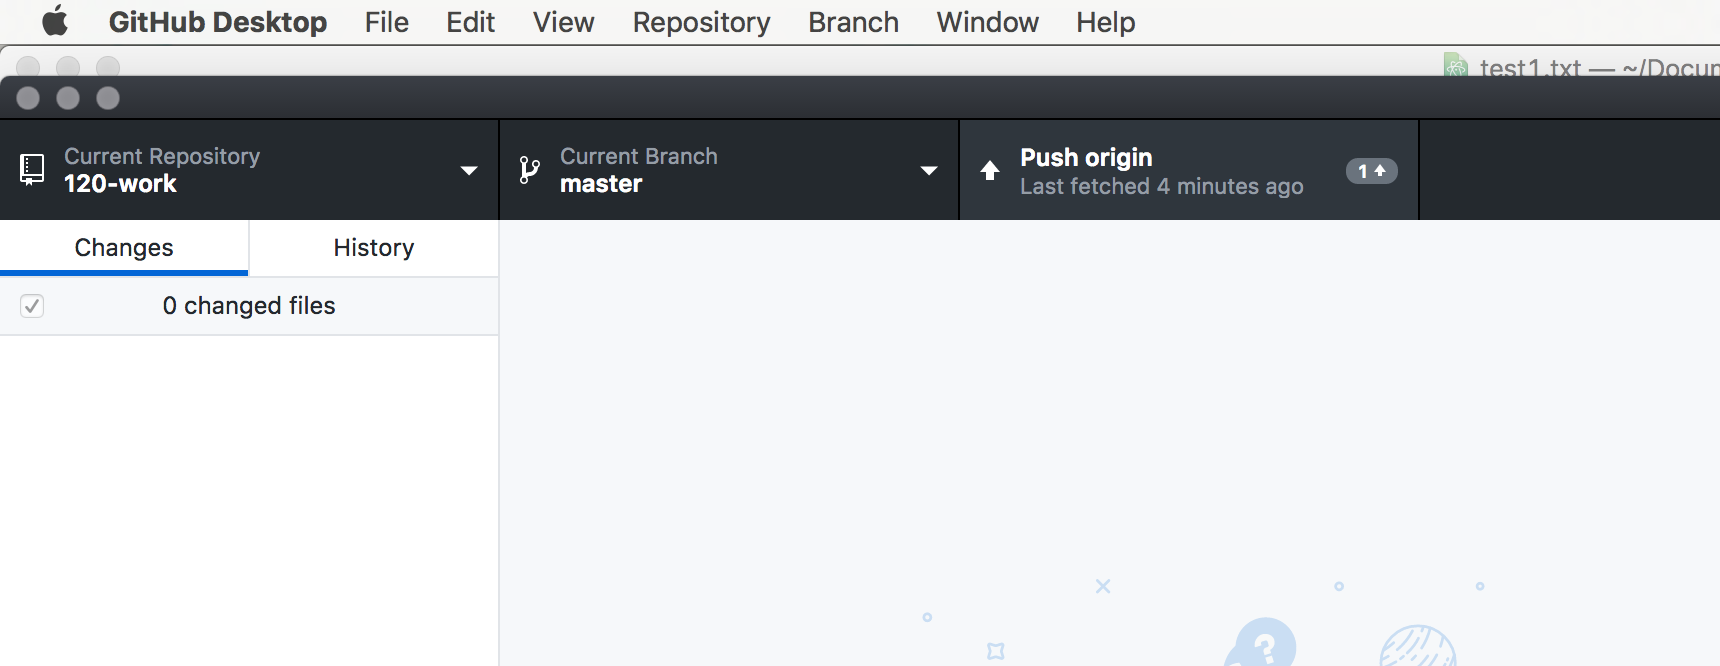 GitHub Desktop File Edit View Repository Branch Window Help
test1.txt — ~/Docum
Current Repository
120-work
Current Branch
master
Push origin
Last fetched 4 minutes ago
1
Changes
History
0 changed files
?